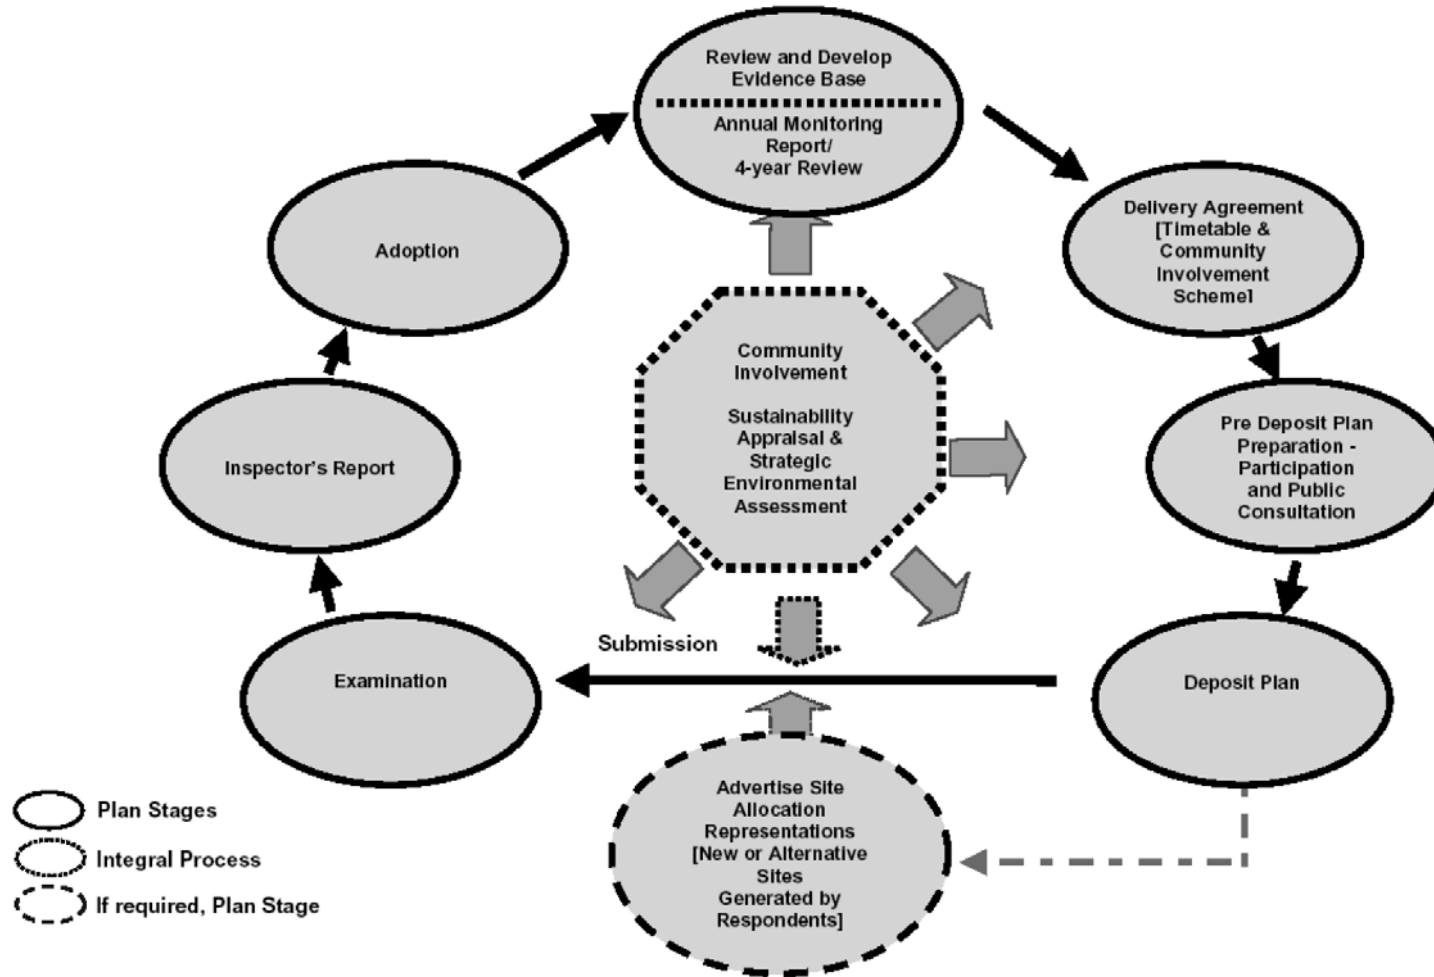 Review and Develop
Evidence Base
Annual Monitoring
Report/
4-year Review
Delivery Agreement
[Timetable &
Community
Involvement
Scheme]
Adoption
Community
Involvement
Sustainability
Appraisal &
Strategic
Environmental
Assessment
Pre Deposit Plan
Preparation -
Participation
and Public
Consultation
Inspector's Report
Submission
Examination
Deposit Plan
Advertise Site
Allocation
Representations
[New or Alternative
Sites
Generated by
Respondents]
Plan Stages
Integral Process
If required, Plan Stage